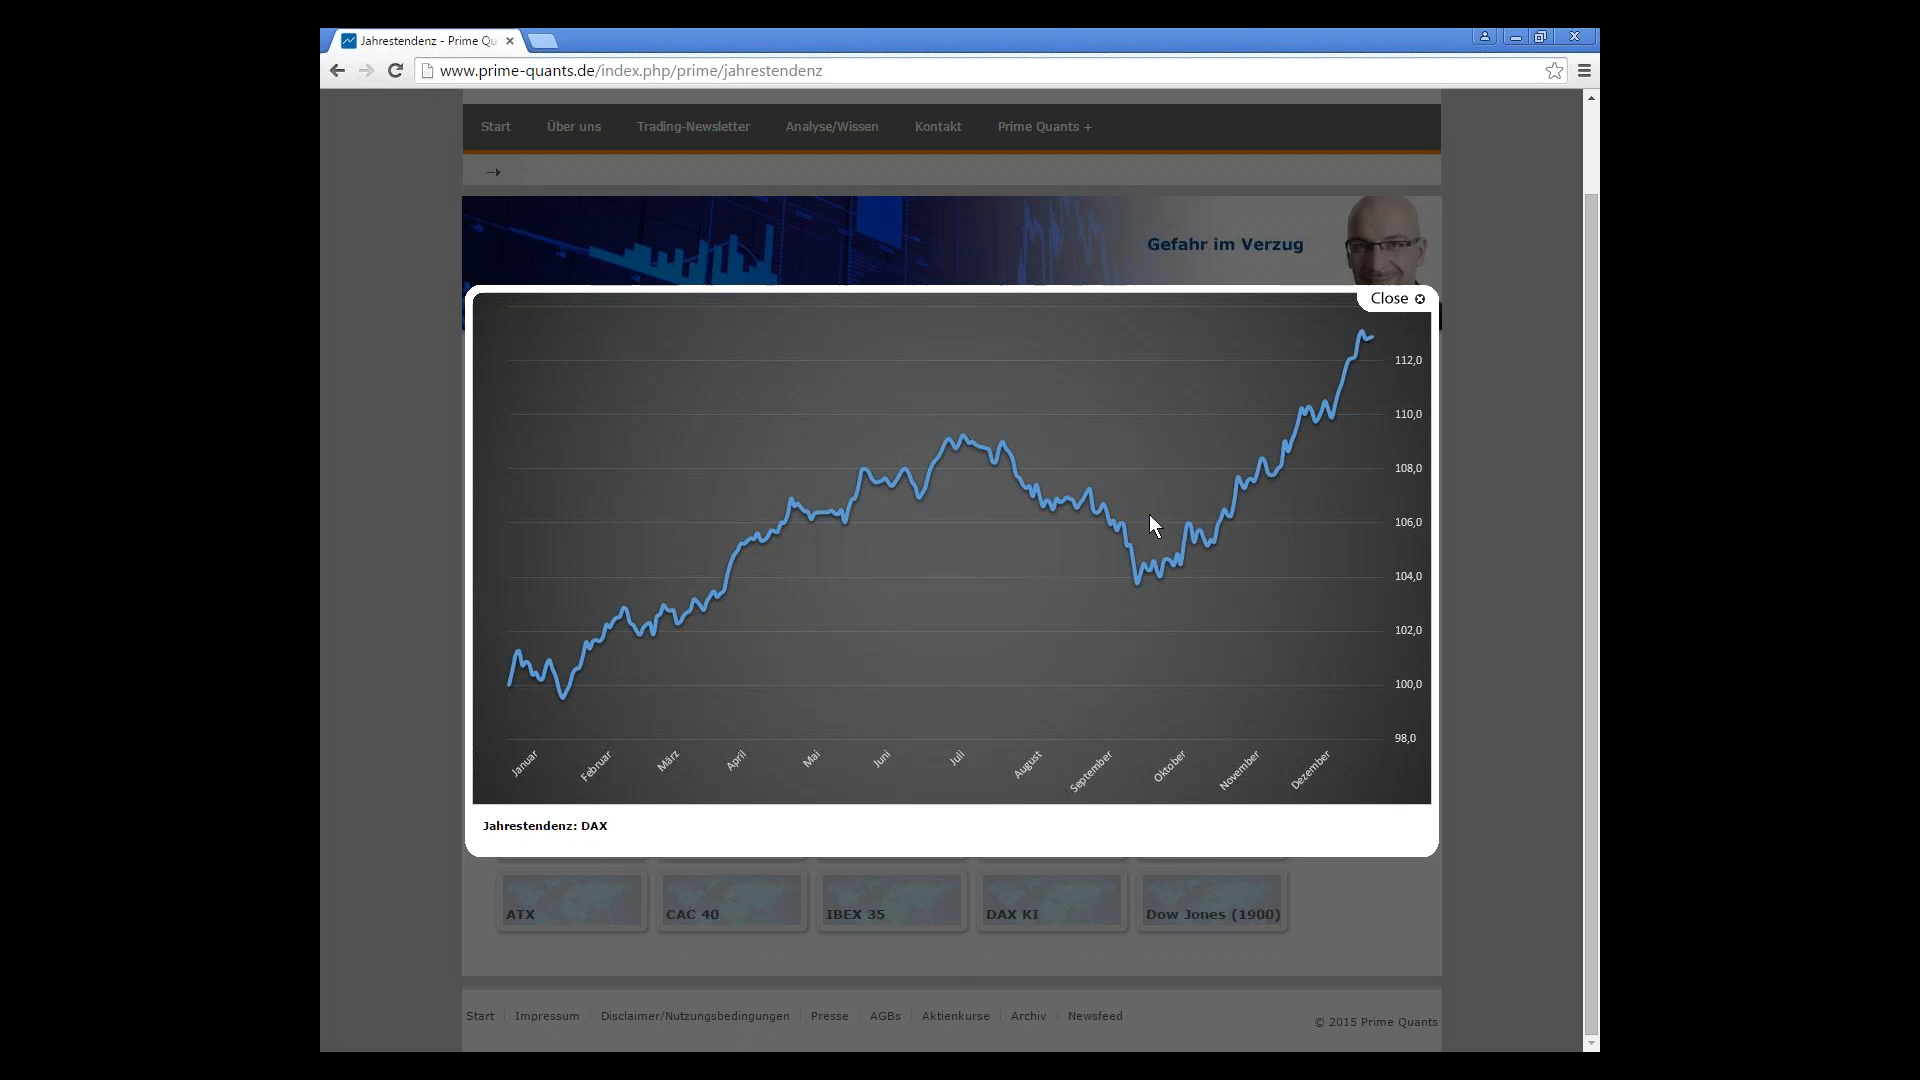 Jahrestendenz - Prime Qu
www.prime-quants.de/index.php/prime/jahrestendenz
Start Über uns Trading-Newsletter Analyse/Wissen Kontakt Prime Quants +
Gefahr im Verzug
Close
112,0
110,0
108,0
106,0
104,0
102,0
100,0
98,0
Januar Februar März April Mai Juni Juli August September Oktober November Dezember
Jahrestendenz: DAX
ATX CAC 40 IBEX 35 DAX KI Dow Jones (1900)
Start Impressum Disclaimer/Nutzungsbedingungen Presse AGBs Aktienkurse Archiv Newsfeed
© 2015 Prime Quants